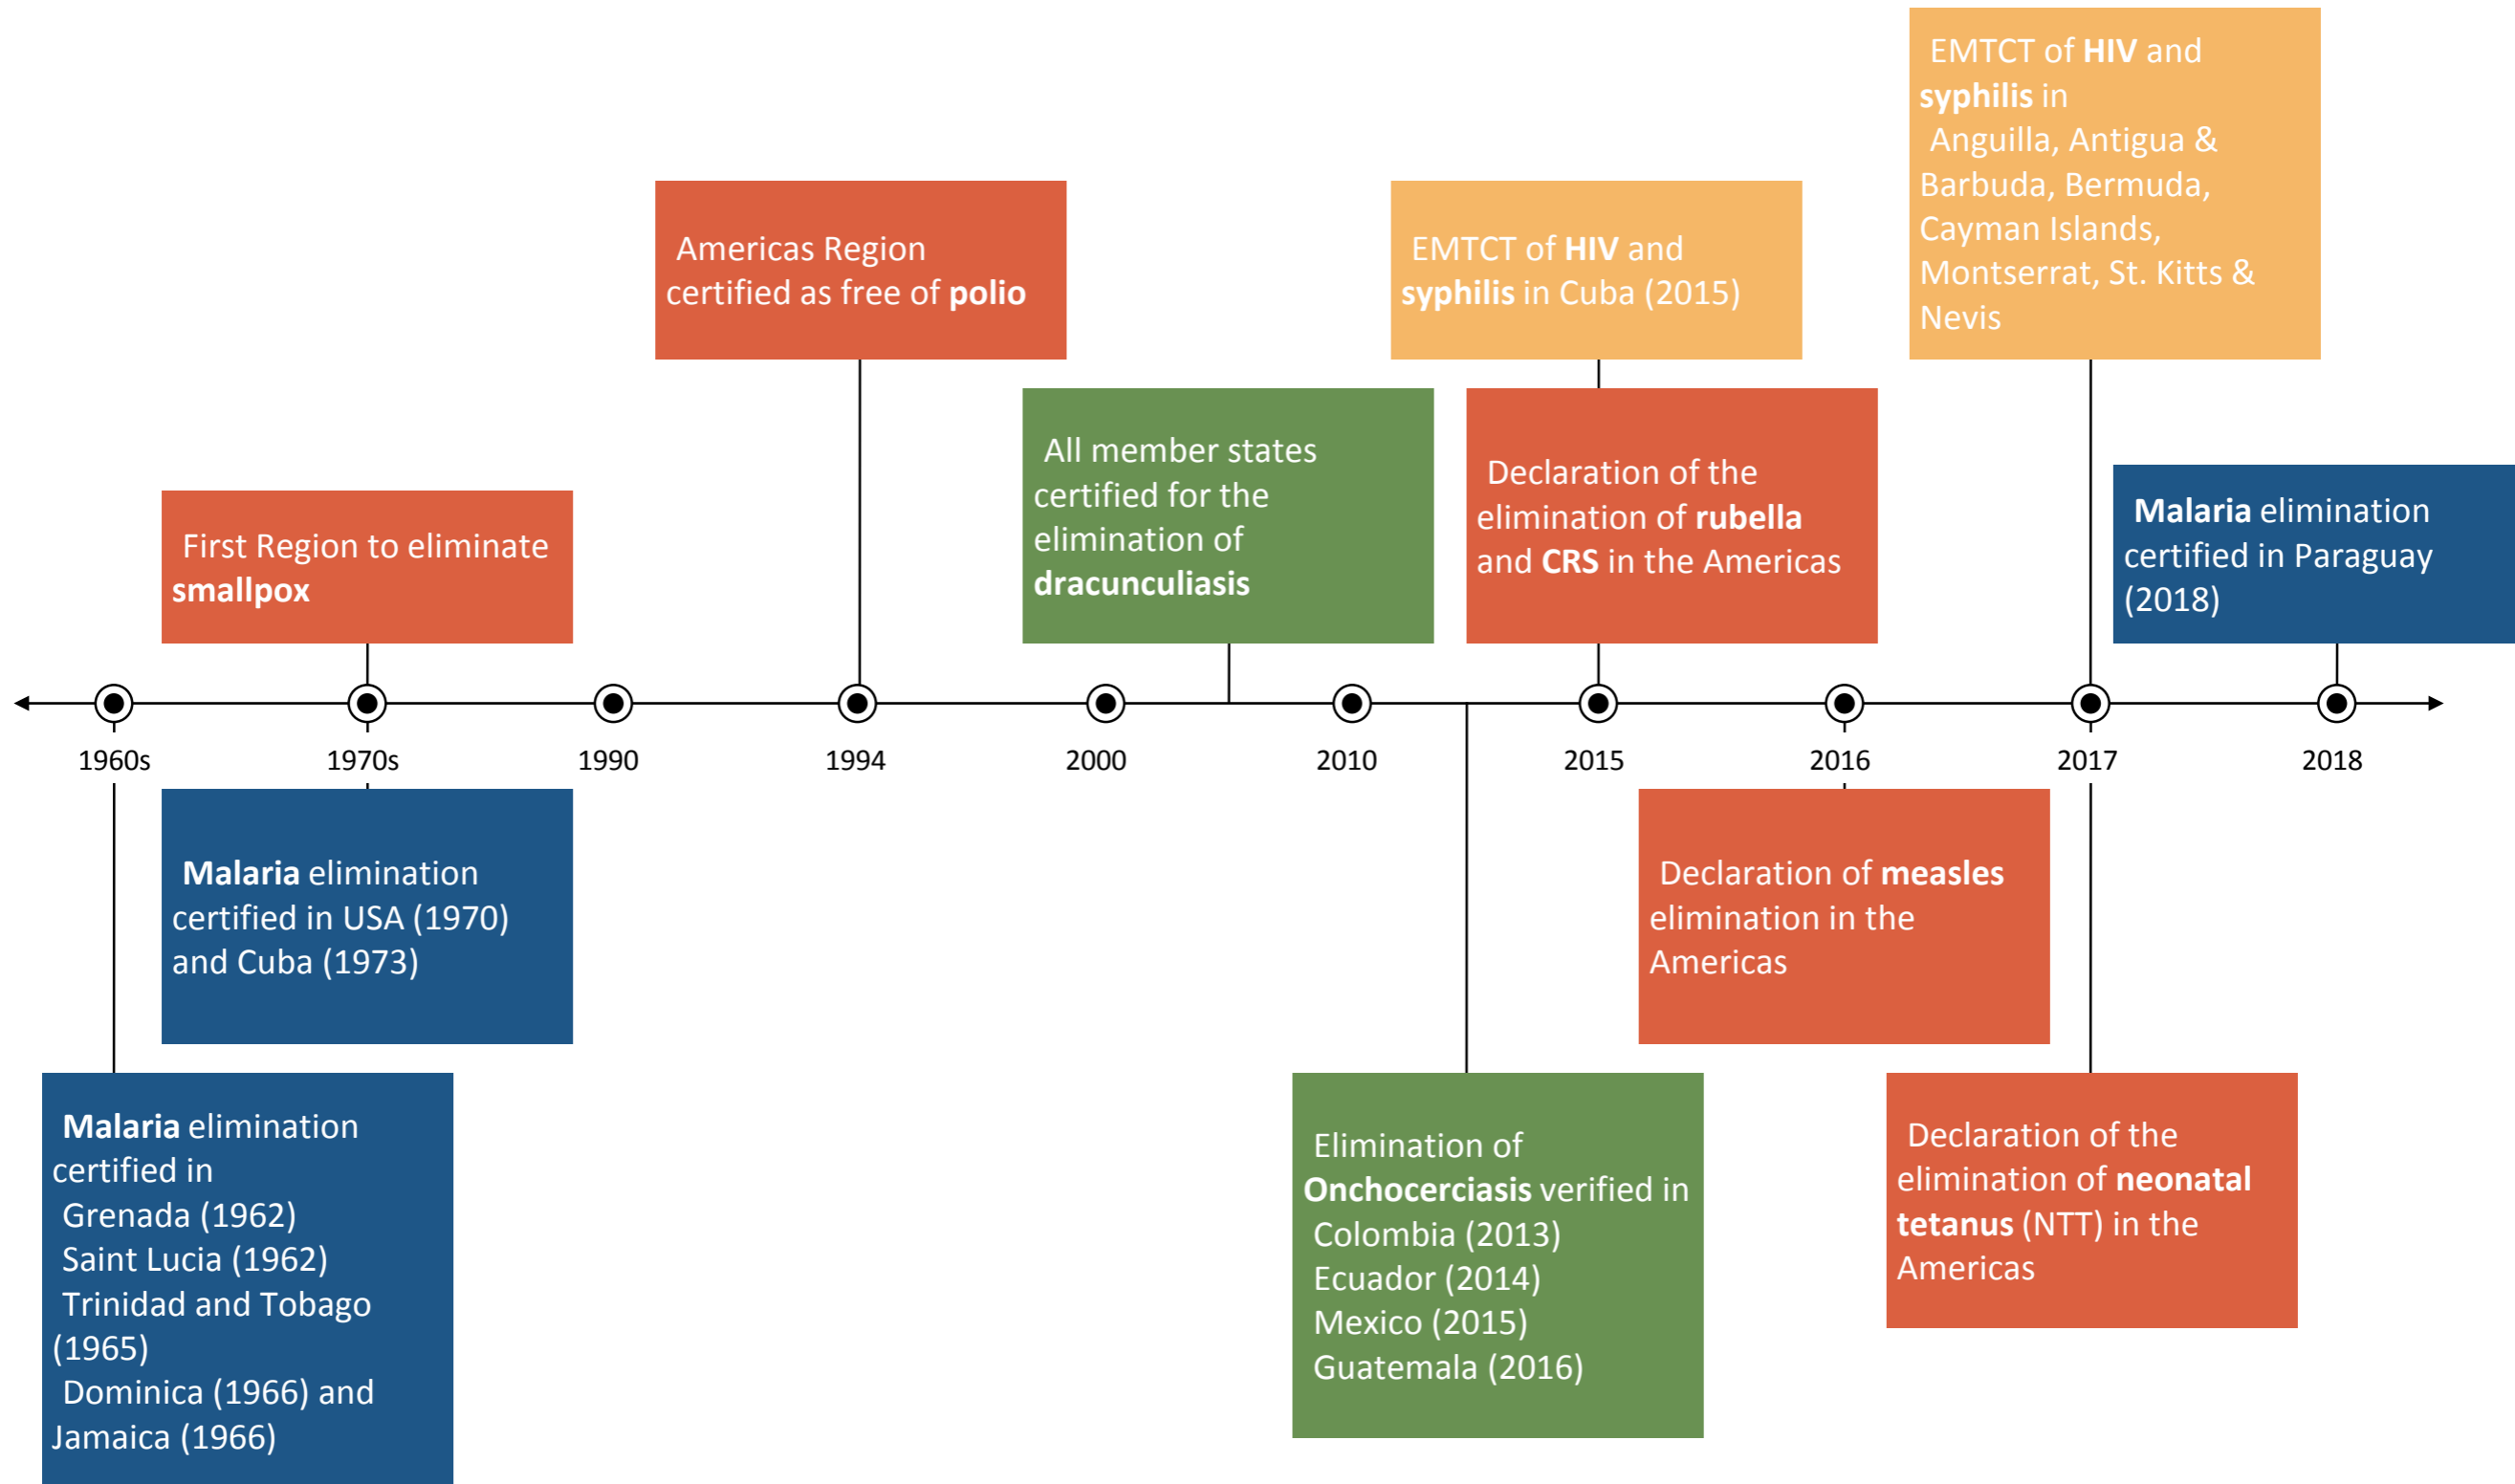 EMTCT of HIV and
syphilis in
Anguilla, Antigua &
Barbuda, Bermuda,
Cayman Islands,
Montserrat, St. Kitts &
Nevis
Americas Region
certified as free of polio
EMTCT of HIV and
syphilis in Cuba (2015)
All member states
certified for the
elimination of
dracunculiasis
Declaration of the
elimination of rubella
and CRS in the Americas
First Region to eliminate
smallpox
Malaria elimination
certified in Paraguay
(2018)
1960s
1970s
1990
1994
2000
2010
2015
2016
2017
2018
Malaria elimination
certified in USA (1970)
and Cuba (1973)
Declaration of measles
elimination in the
Americas
Malaria elimination
certified in
Grenada (1962)
Saint Lucia (1962)
Trinidad and Tobago
(1965)
Dominica (1966) and
Jamaica (1966)
Elimination of
Onchocerciasis verified in
Colombia (2013)
Ecuador (2014)
Mexico (2015)
Guatemala (2016)
Declaration of the
elimination of neonatal
tetanus (NTT) in the
Americas